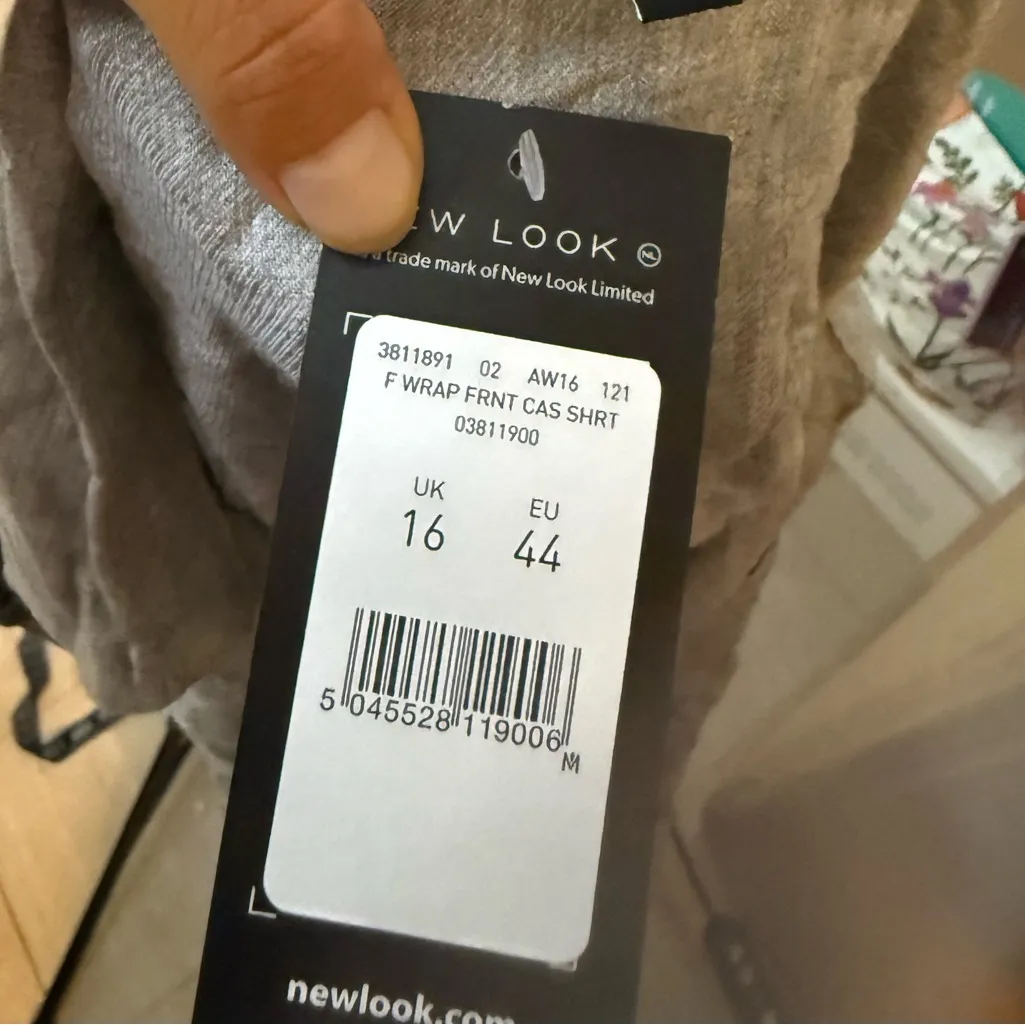 W LOOK NL
trade mark of New Look Limited
3811891 02 AW16 121
F WRAP FRNT CAS SHRT
03811900
UK EU
16 44
5 045528 119006
M
newlook.com